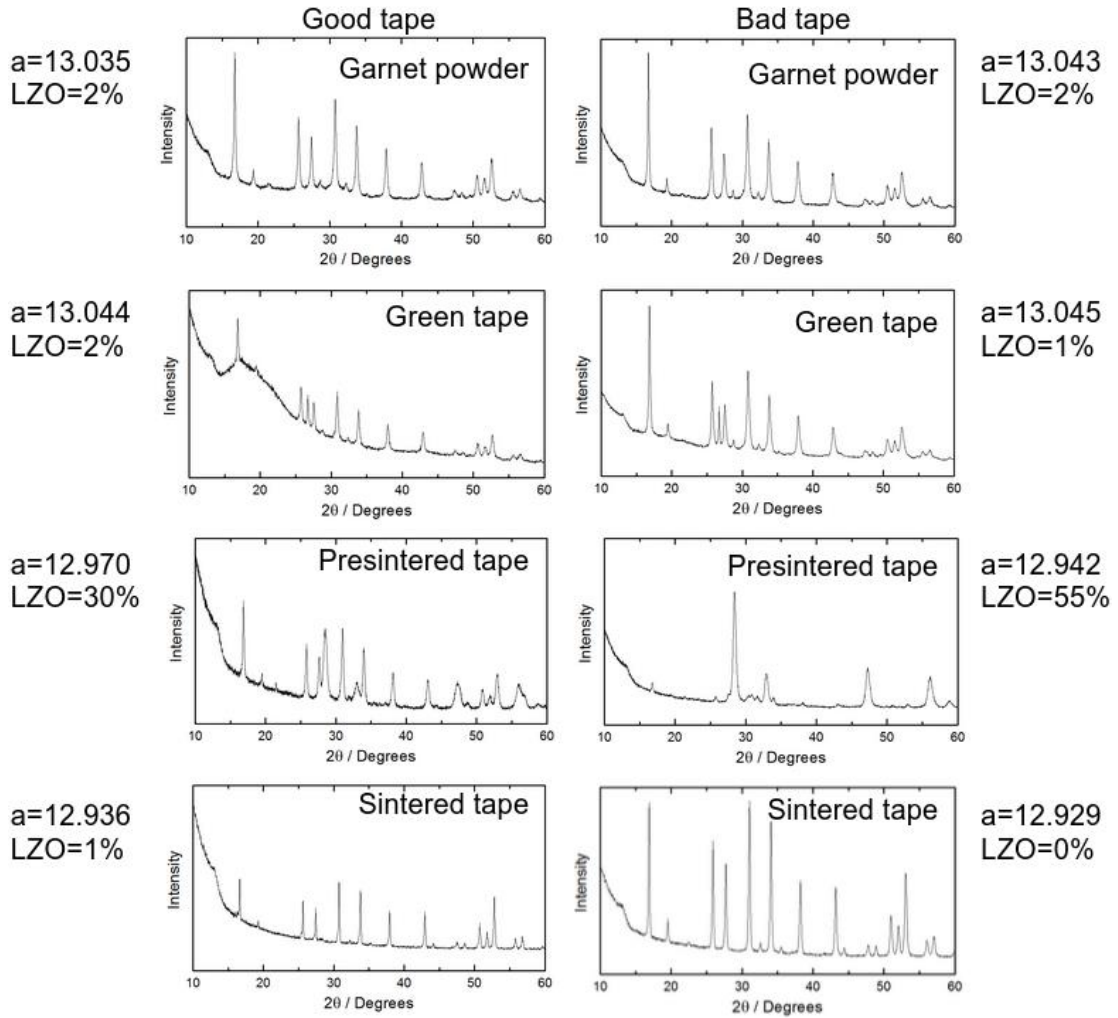 Good tape
Bad tape
a=13.035
LZO=2%
Garnet powder
Intensity
10 20 30 40 50 60
2θ / Degrees
Garnet powder
Intensity
10 20 30 40 50 60
2θ / Degrees
a=13.043
LZO=2%
a=13.044
LZO=2%
Green tape
Intensity
10 20 30 40 50 60
2θ / Degrees
Green tape
Intensity
10 20 30 40 50 60
2θ / Degrees
a=13.045
LZO=1%
a=12.970
LZO=30%
Presintered tape
Intensity
10 20 30 40 50 60
2θ / Degrees
Presintered tape
Intensity
10 20 30 40 50 60
2θ / Degrees
a=12.942
LZO=55%
a=12.936
LZO=1%
Sintered tape
Intensity
10 20 30 40 50 60
2θ / Degrees
Sintered tape
Intensity
10 20 30 40 50 60
2θ / Degrees
a=12.929
LZO=0%